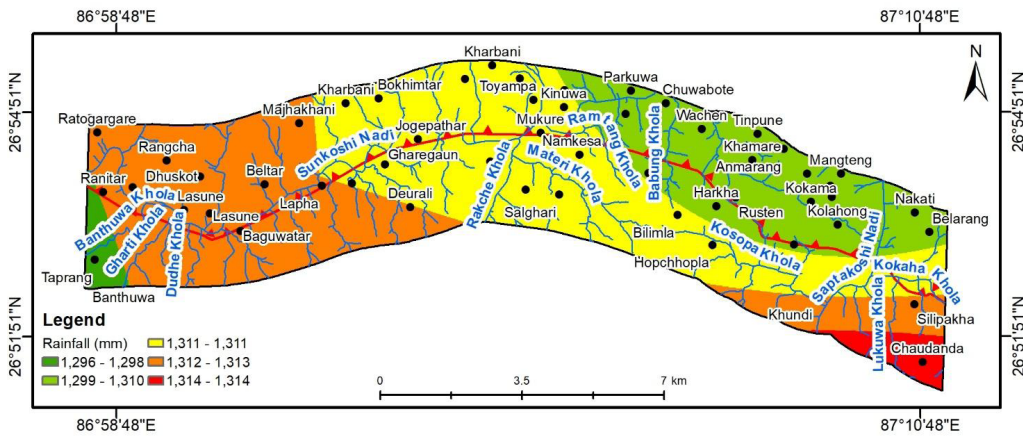 86°58'48"E
87°10'48"E
26°54'51"N
26°54'51"N
26°51'51"N
26°51'51"N
N
Kharbani
Kharbani
Bokhimtar
Toyampa
Kinuwa
Parkuwa
Chuwabote
Ratogargare
Majhakhani
Jogepathar
Mukure
Ramtang Khola
Wachen
Tinpune
Rangcha
Sunkoshi Nadi
Gharegaun
Namkesa
Materi Khola
Babung Khola
Khamare
Anmarang
Mangteng
Ranitar
Dhuskot
Beltar
Lapha
Deurali
Rakche Khola
Salghari
Harkha
Kokama
Kolahong
Nakati
Belarang
Banthuwa Khola
Lasune
Lasune
Gharti Khola
Dudhe Khola
Baguwatar
Bilimla
Rusten
Kosopa Khola
Saptakoshi Nadi
Kokaha Khola
Taprang
Banthuwa
Hopchhopla
Khundi
Lukuwa Khola
Silipakha
Chaudanda
Legend
Rainfall (mm)
1,296 - 1,298
1,299 - 1,310
1,311 - 1,311
1,312 - 1,313
1,314 - 1,314
0 3.5 7 km
86°58'48"E
87°10'48"E